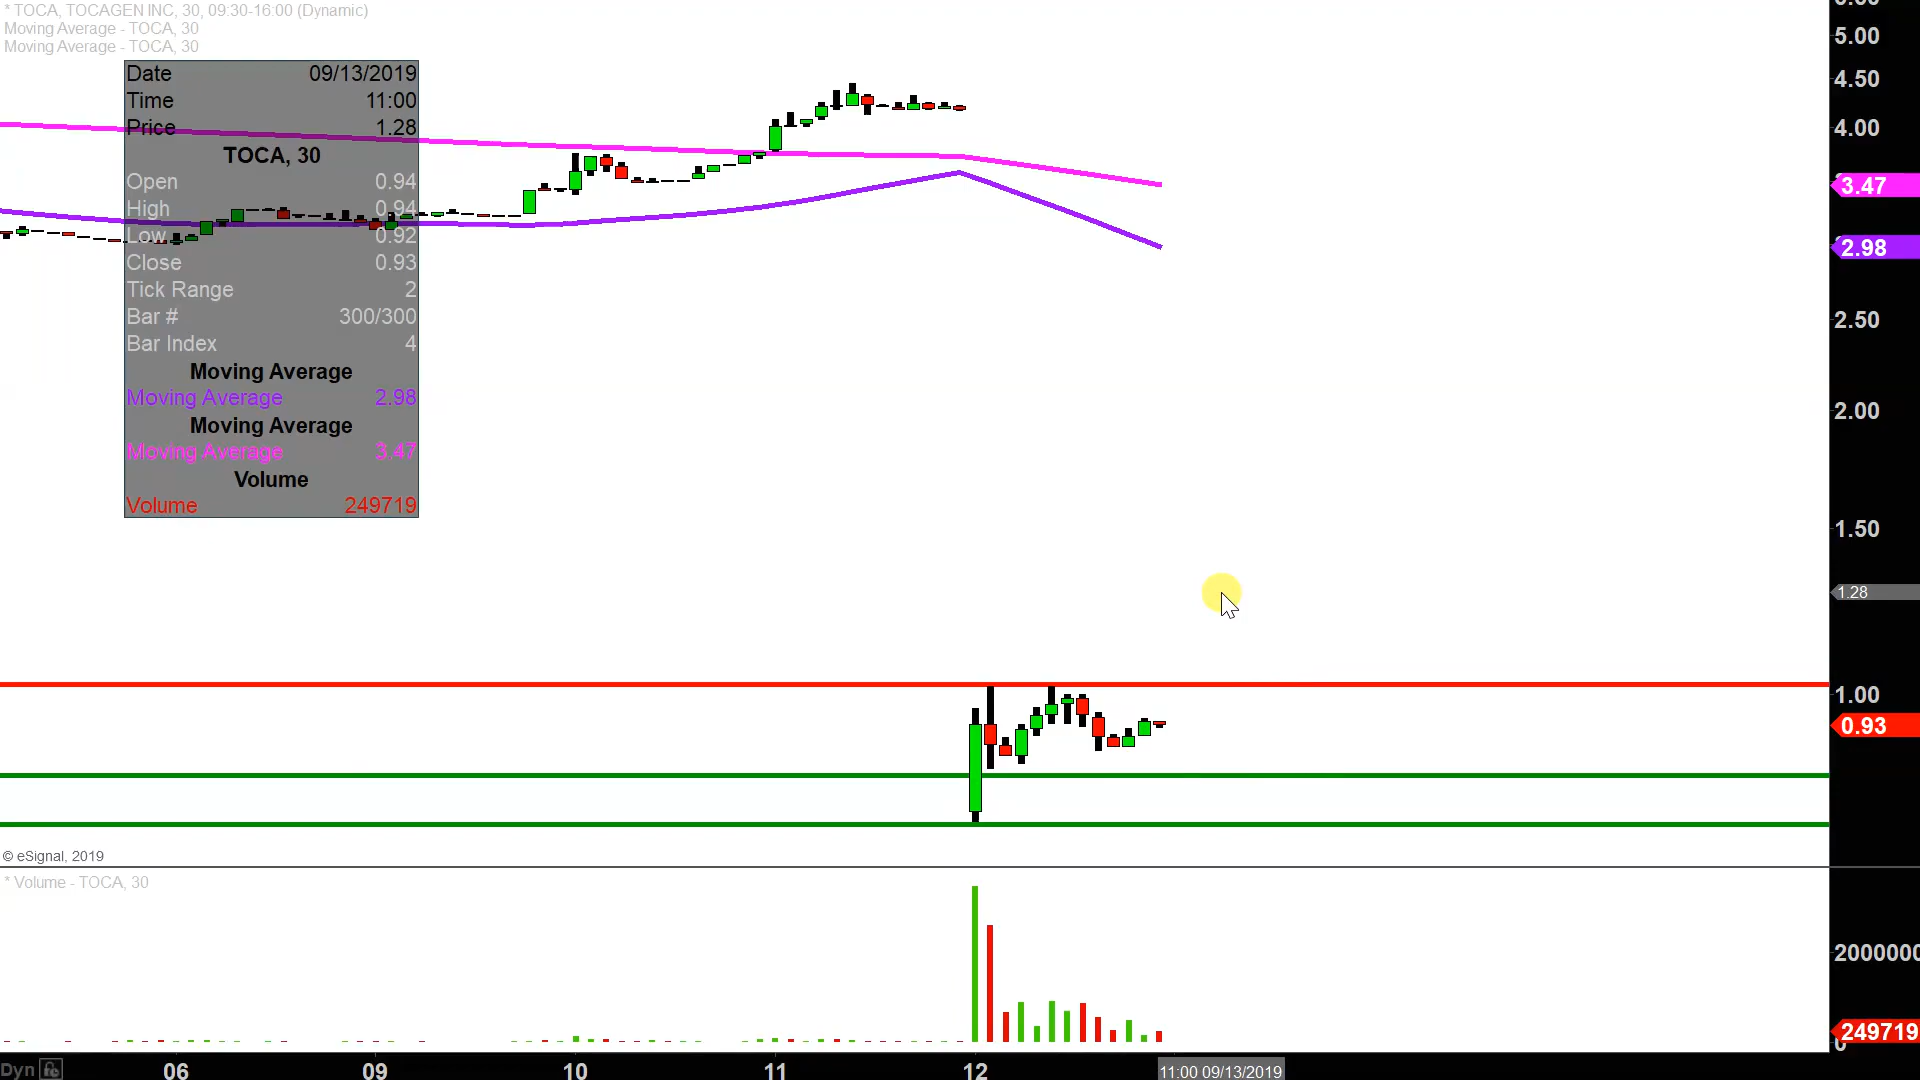 * TOCA, TOCAGEN INC, 30, 09:30-16:00 (Dynamic)
Moving Average - TOCA, 30
Moving Average - TOCA, 30
Date 09/13/2019
Time 11:00
Price 1.28
TOCA, 30
Open 0.94
High 0.94
Low 0.92
Close 0.93
Tick Range 2
Bar # 300/300
Bar Index 4
Moving Average
Moving Average 2.98
Moving Average
Moving Average 3.47
Volume
Volume 249719
5.00
4.50
4.00
3.47
2.98
2.50
2.00
1.50
1.28
1.00
0.93
© eSignal, 2019
* Volume - TOCA, 30
2000000
249719
0
Dyn 06 09 10 11 12 11:00 09/13/2019